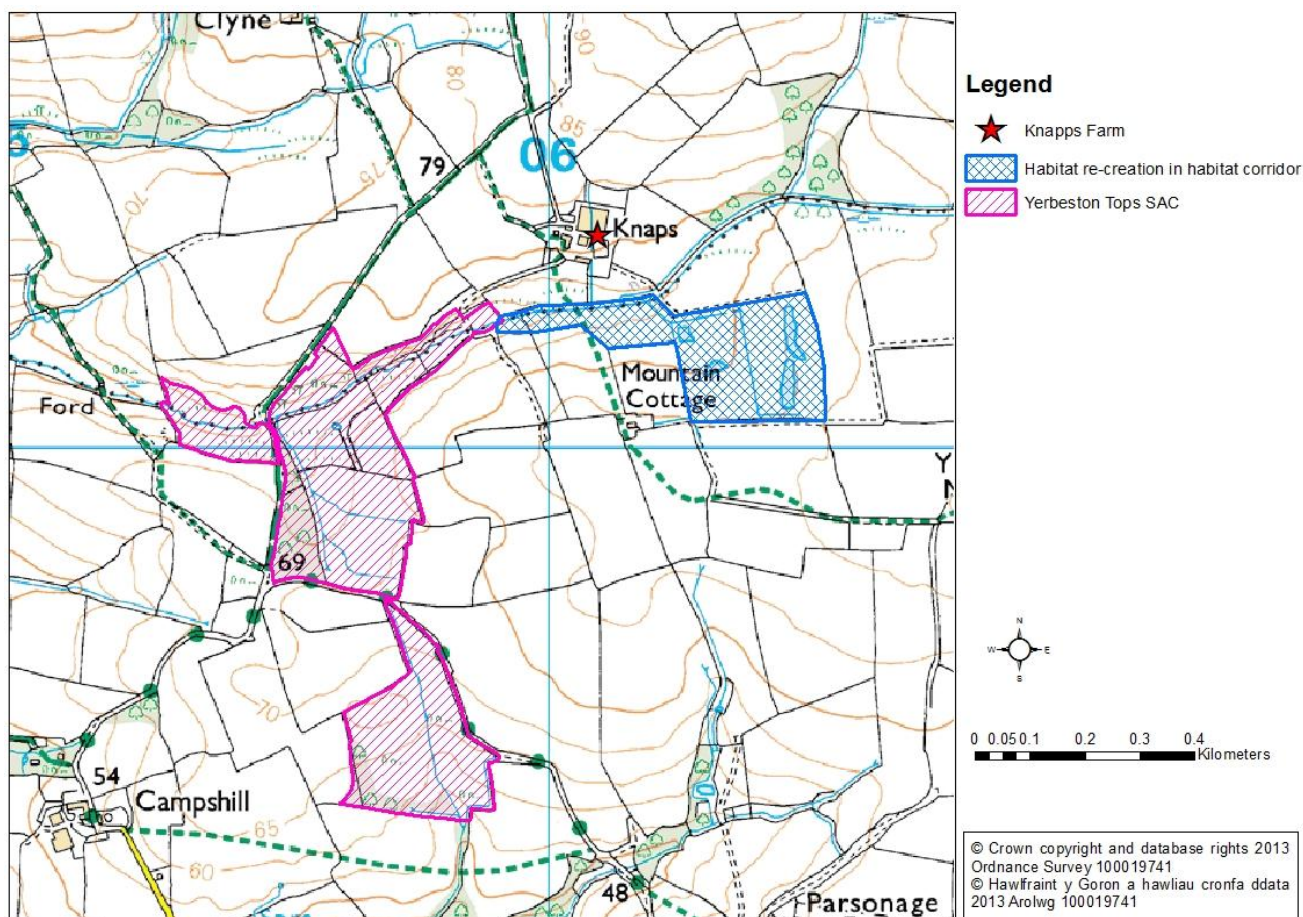 Clyne
90
80
85
79
06
75
70
Knaps
Mountain
Cottage
Ford
Y
N
69
70
54
Campshill
65
60
48
Parsonage
Legend
Knapps Farm
Habitat re-creation in habitat corridor
Yerbeston Tops SAC
N
W E
S
0 0.05 0.1 0.2 0.3 0.4
Kilometers
© Crown copyright and database rights 2013
Ordnance Survey 100019741
© Hawlfraint y Goron a hawliau cronfa ddata
2013 Arolwg 100019741